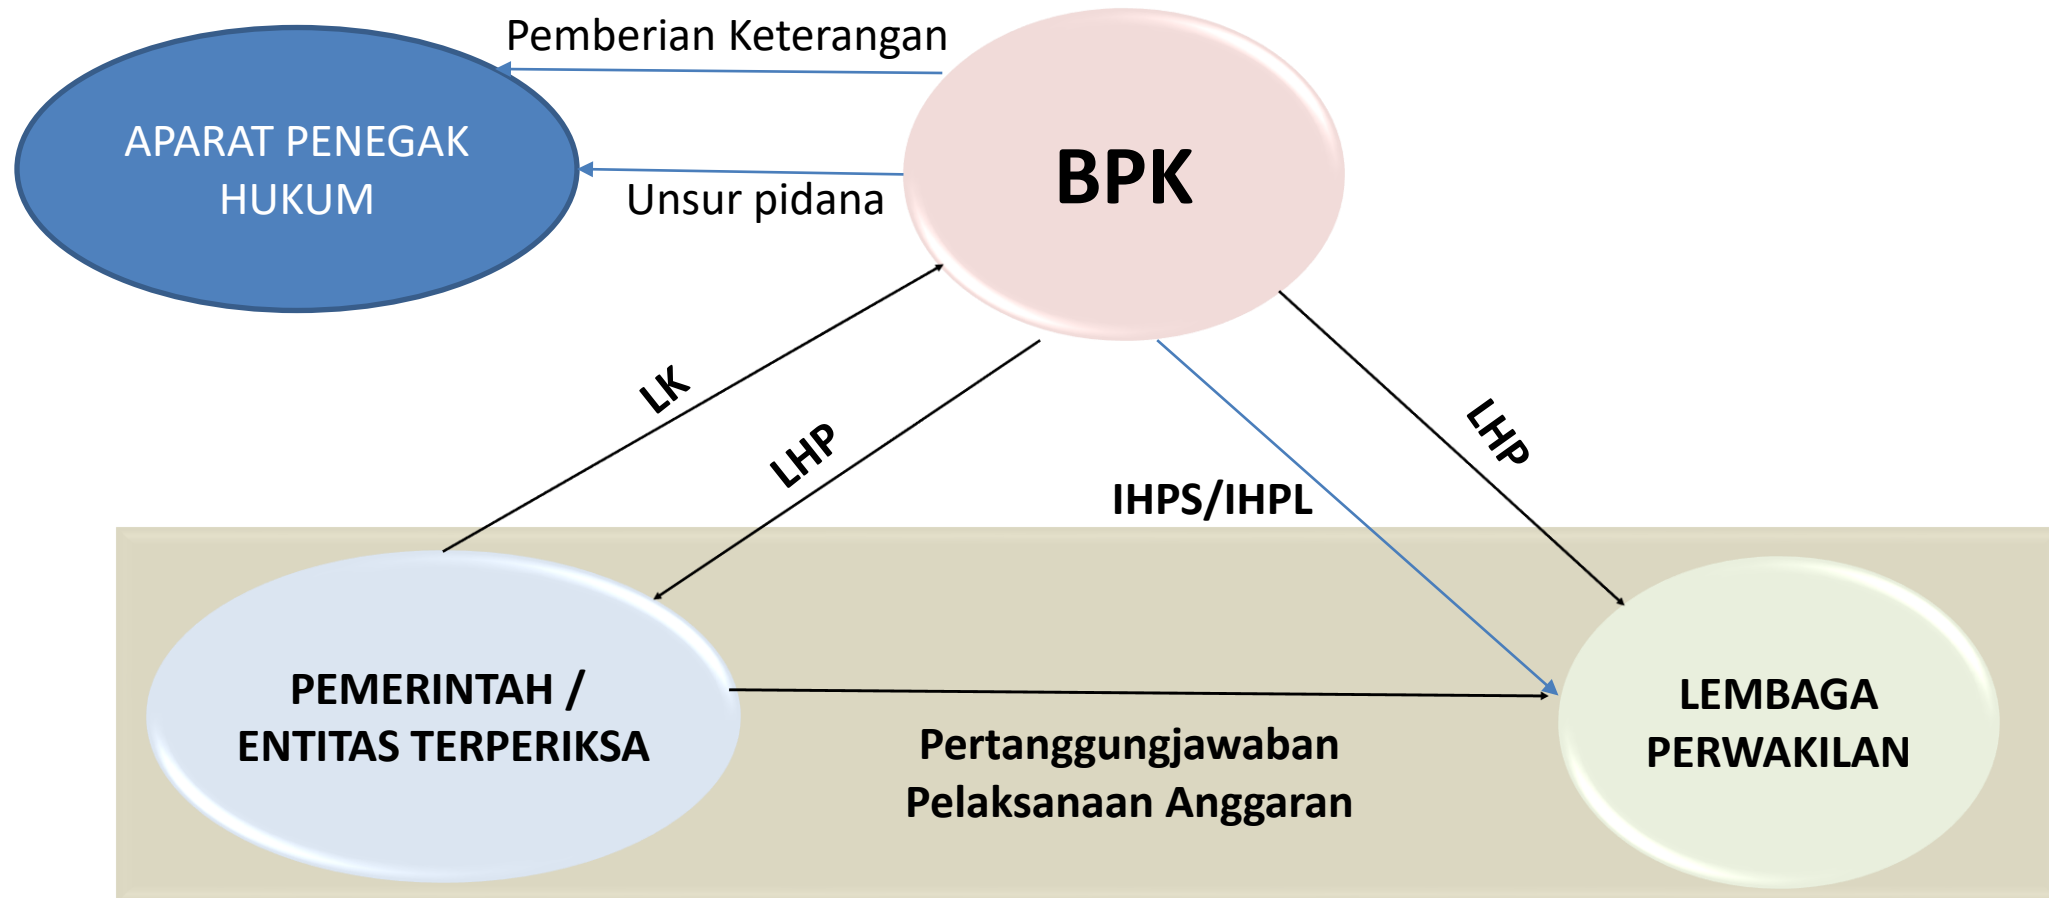 Pemberian Keterangan
APARAT PENEGAK
HUKUM
BPK
Unsur pidana
LK
LHP
LHP
IHPS/IHPL
PEMERINTAH /
ENTITAS TERPERIKSA
Pertanggungjawaban
Pelaksanaan Anggaran
LEMBAGA
PERWAKILAN